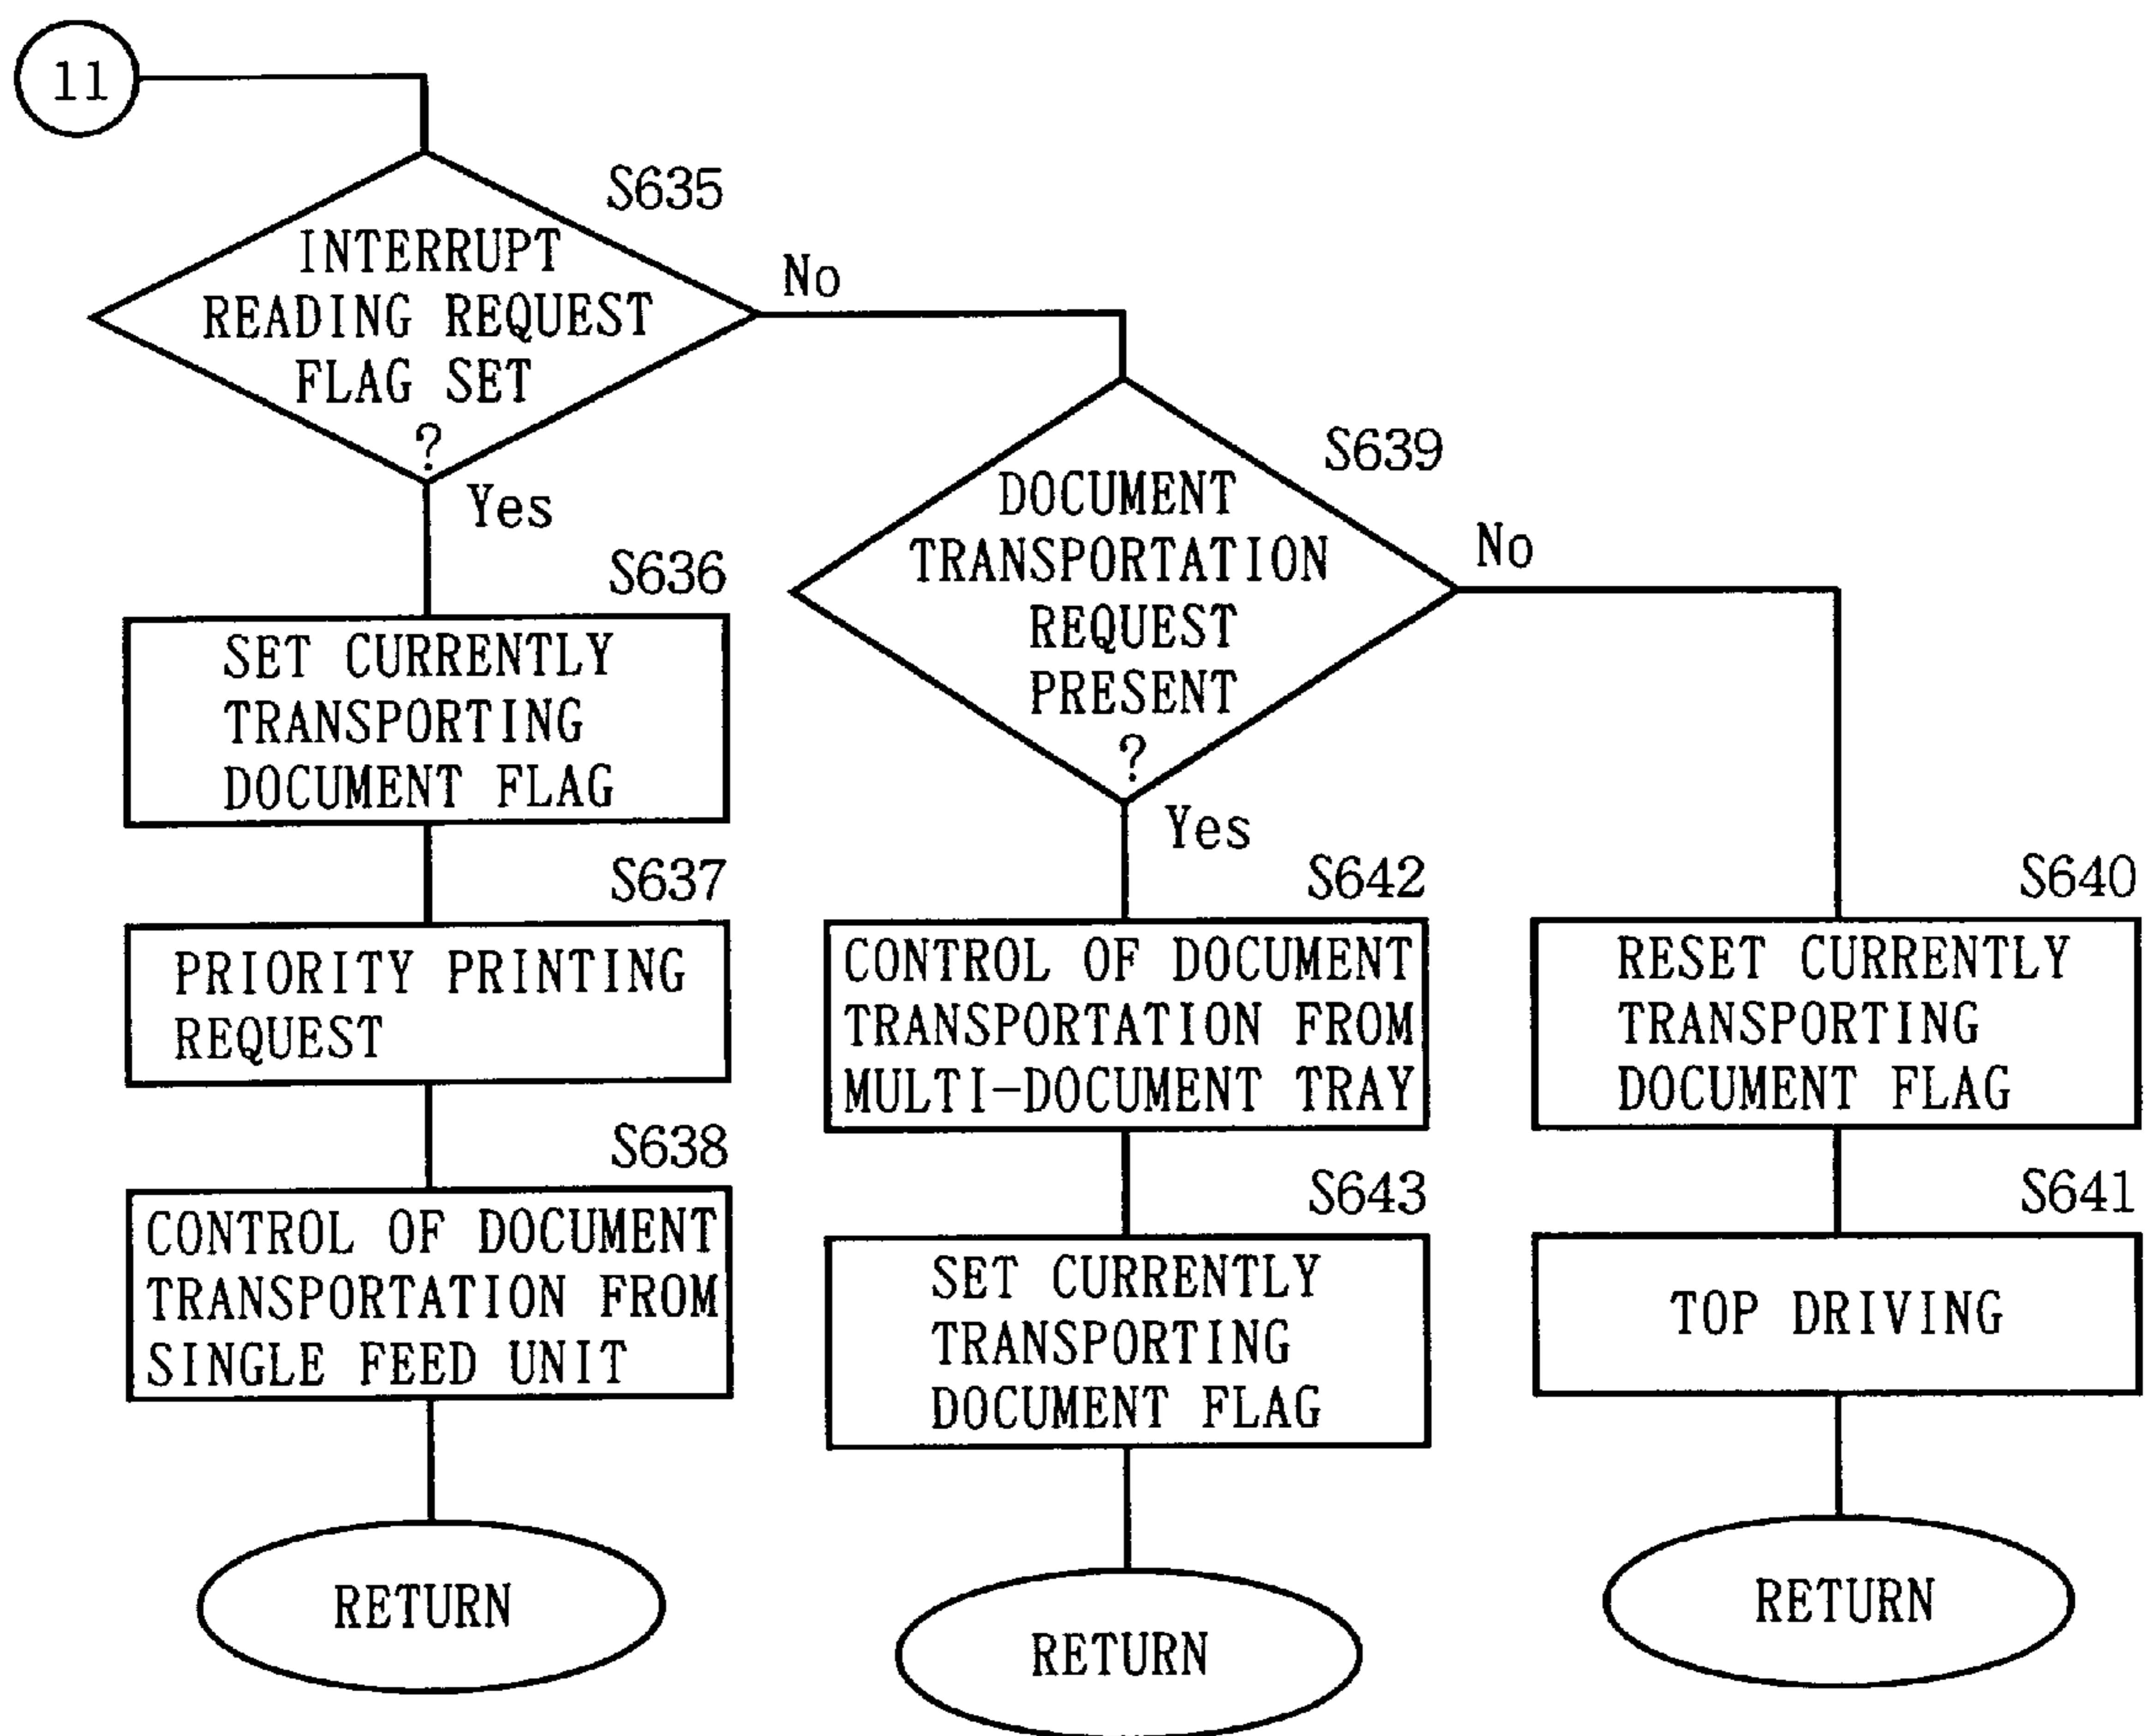 11
S635
INTERRUPT
READING REQUEST
FLAG SET
?
No
Yes
S636
SET CURRENTLY
TRANSPORTING
DOCUMENT FLAG
S637
PRIORITY PRINTING
REQUEST
S638
CONTROL OF DOCUMENT
TRANSPORTATION FROM
SINGLE FEED UNIT
RETURN
S639
DOCUMENT
TRANSPORTATION
REQUEST
PRESENT
?
No
Yes
S642
CONTROL OF DOCUMENT
TRANSPORTATION FROM
MULTI-DOCUMENT TRAY
S643
SET CURRENTLY
TRANSPORTING
DOCUMENT FLAG
RETURN
S640
RESET CURRENTLY
TRANSPORTING
DOCUMENT FLAG
S641
TOP DRIVING
RETURN